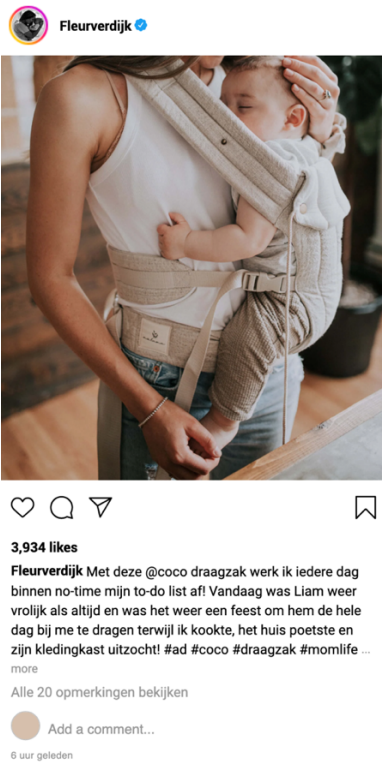 Fleurverdijk
3,934 likes
Fleurverdijk Met deze @coco draagzak werk ik iedere dag
binnen no-time mijn to-do list af! Vandaag was Liam weer
vrolijk als altijd en was het weer een feest om hem de hele
dag bij me te dragen terwijl ik kookte, het huis poetste en
zijn kledingkast uitzocht! #ad #coco #draagzak #momlife ...
more
Alle 20 opmerkingen bekijken
Add a comment...
6 uur geleden